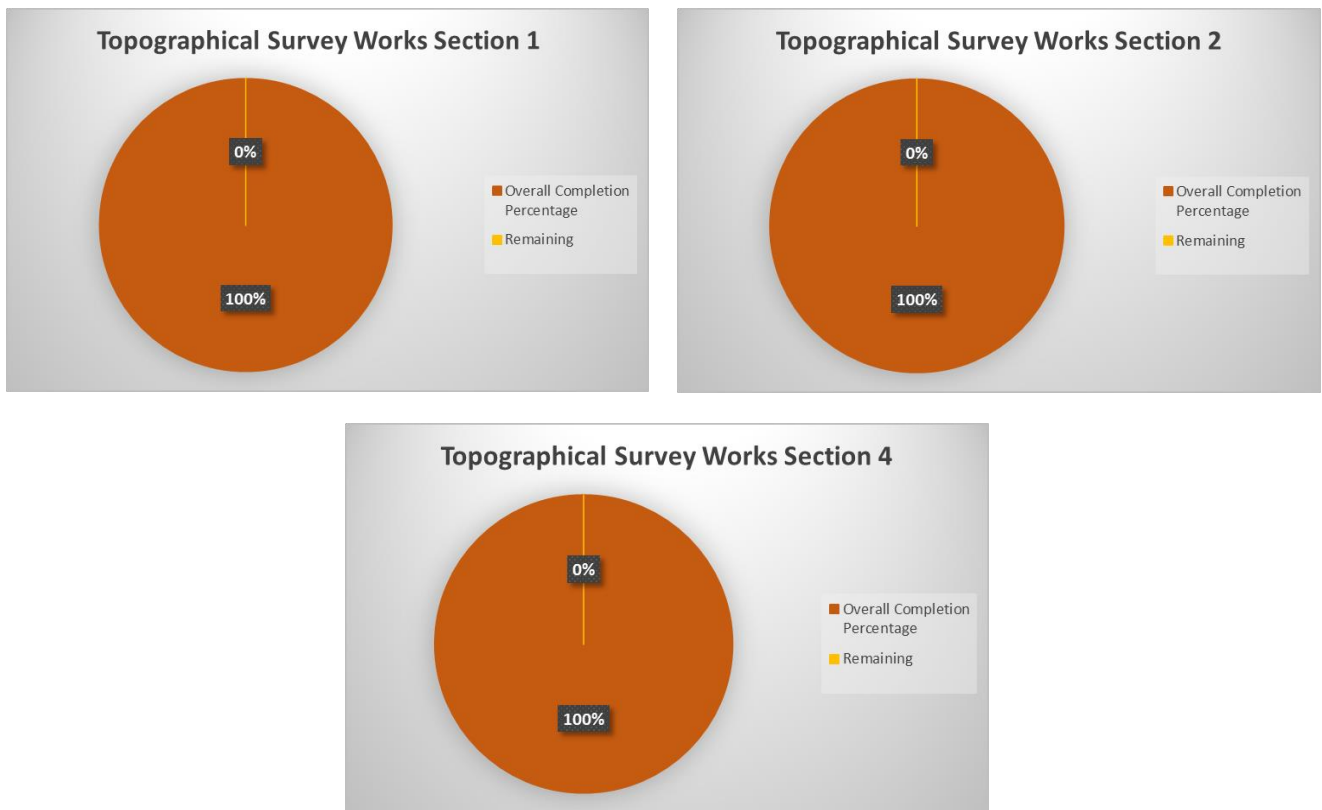 Topographical Survey Works Section 1
0%
100%
Overall Completion
Percentage
Remaining
Topographical Survey Works Section 2
0%
100%
Overall Completion
Percentage
Remaining
Topographical Survey Works Section 4
0%
100%
Overall Completion
Percentage
Remaining